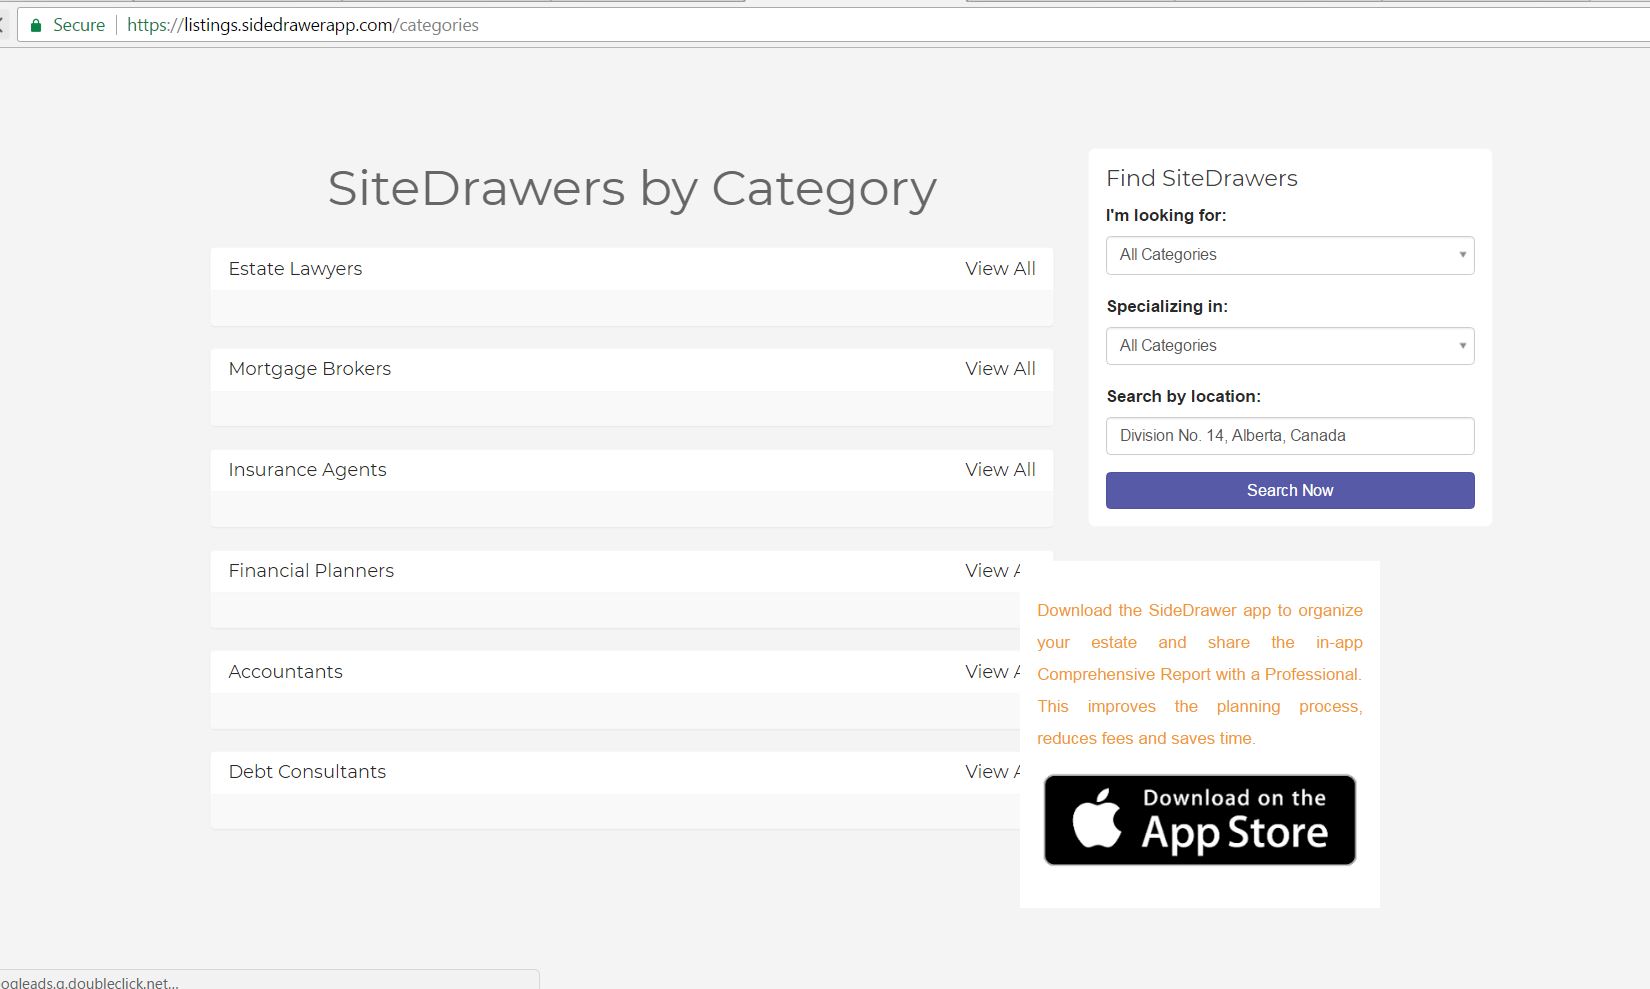 Secure https://listings.sidedrawerapp.com/categories
SiteDrawers by Category
Estate Lawyers View All
Mortgage Brokers View All
Insurance Agents View All
Financial Planners View
Accountants View
Debt Consultants View
Find SiteDrawers
I'm looking for:
All Categories
Specializing in:
All Categories
Search by location:
Division No. 14, Alberta, Canada
Search Now
Download the SideDrawer app to organize
your estate and share the in-app
Comprehensive Report with a Professional.
This improves the planning process,
reduces fees and saves time.
Download on the
App Store
ogleads.g.doubleclick.net...